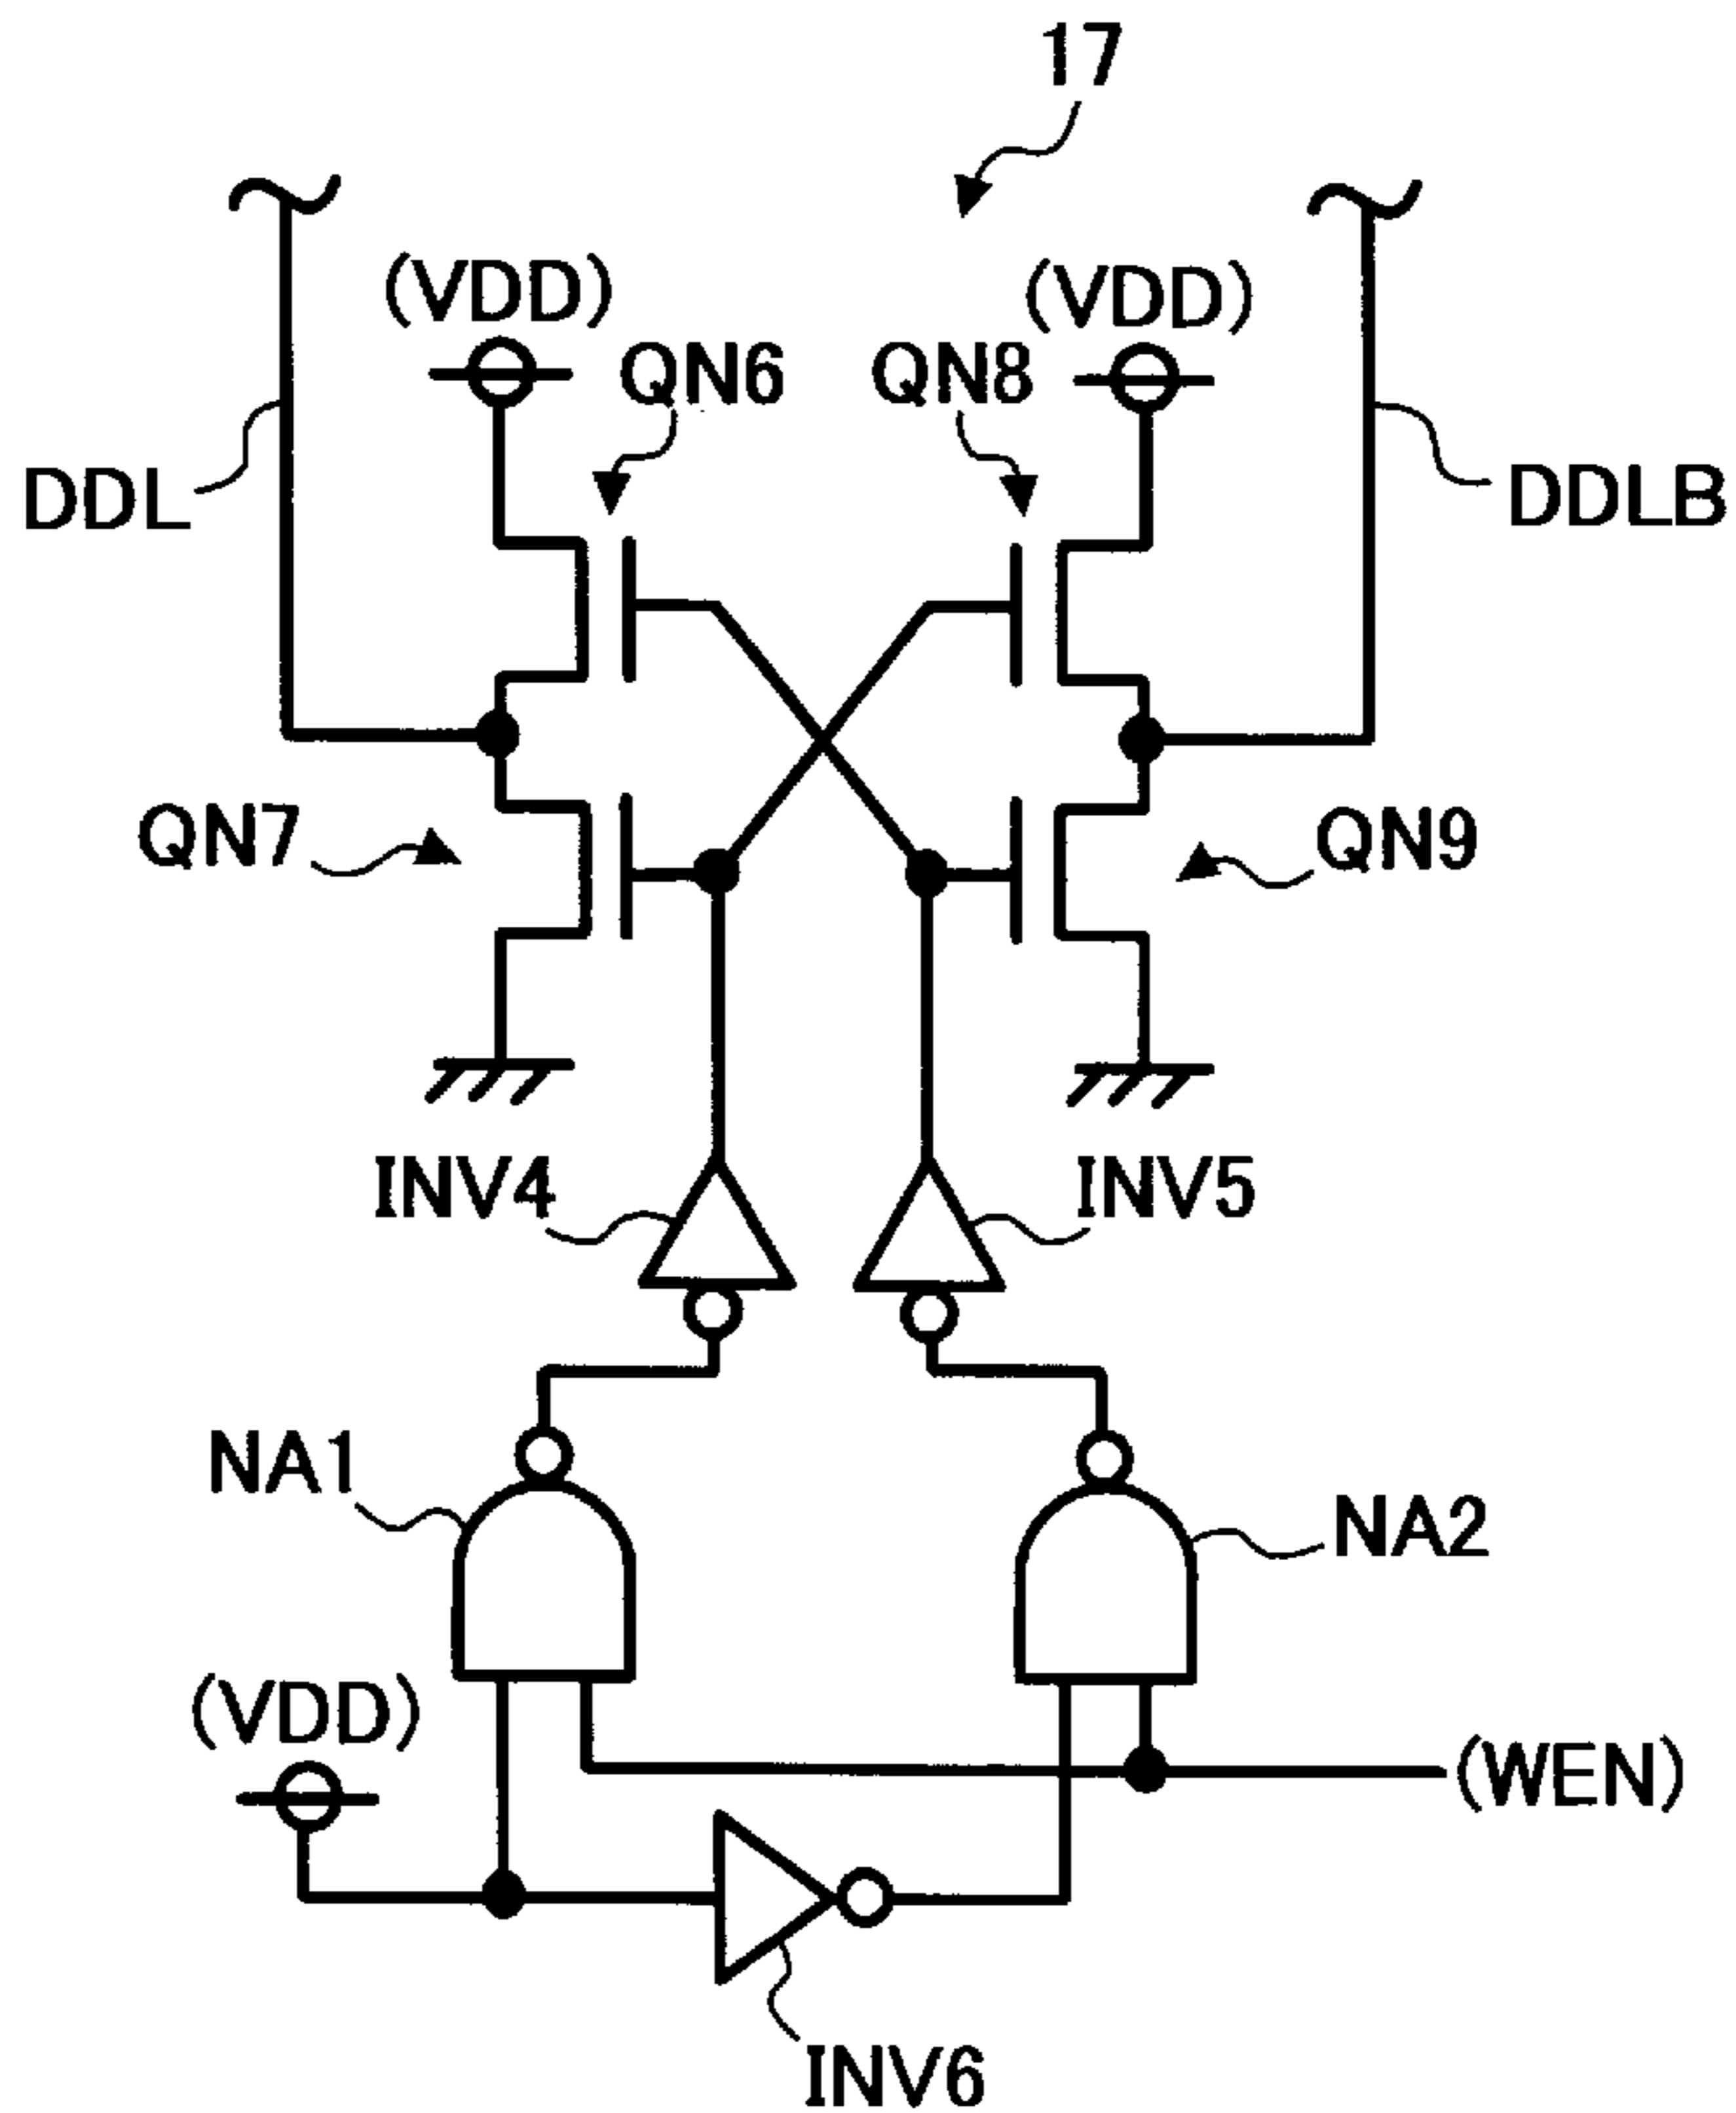 17
(VDD)
(VDD)
QN6
QN8
DDL
DDLB
QN7
QN9
INV4
INV5
NA1
NA2
(VDD)
(WEN)
INV6